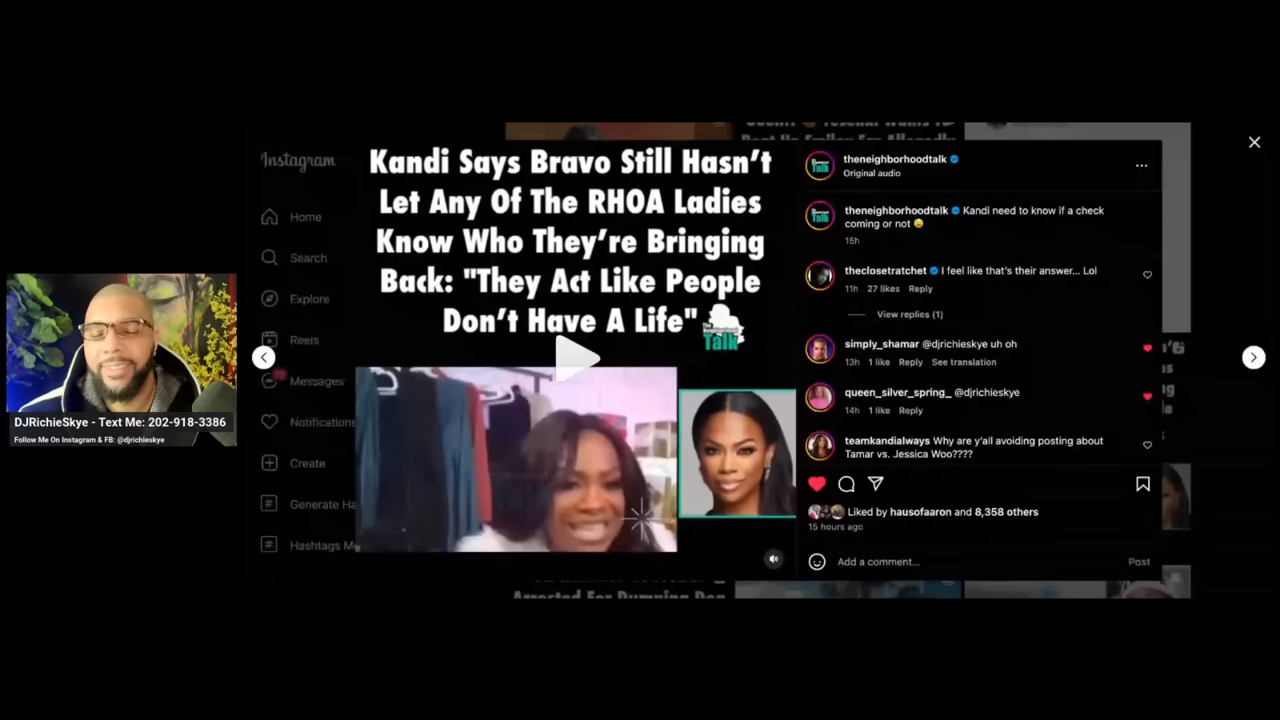 Instagram
Home
Search
Explore
Reels
Messages
Notifications
Create
Generate Ha
Hashtags M
Kandi Says Bravo Still Hasn't
Let Any Of The RHOA Ladies
Know Who They're Bringing
Back: "They Act Like People
Don't Have A Life"
The Neighborhood
Talk
DJRichieSkye - Text Me: 202-918-3386
Follow Me On Instagram & FB: @djrichieskye
theneighborhoodtalk
Original audio
theneighborhoodtalk Kandi need to know if a check
coming or not 😩
15h
theclosetratchet I feel like that's their answer... Lol
11h 27 likes Reply
View replies (1)
simply_shamar @djrichieskye uh oh
13h 1 like Reply See translation
queen_silver_spring_ @djrichieskye
14h 1 like Reply
teamkandialways Why are y'all avoiding posting about
Tamar vs. Jessica Woo????
Liked by hausofaaron and 8,358 others
15 hours ago
Add a comment...
Post